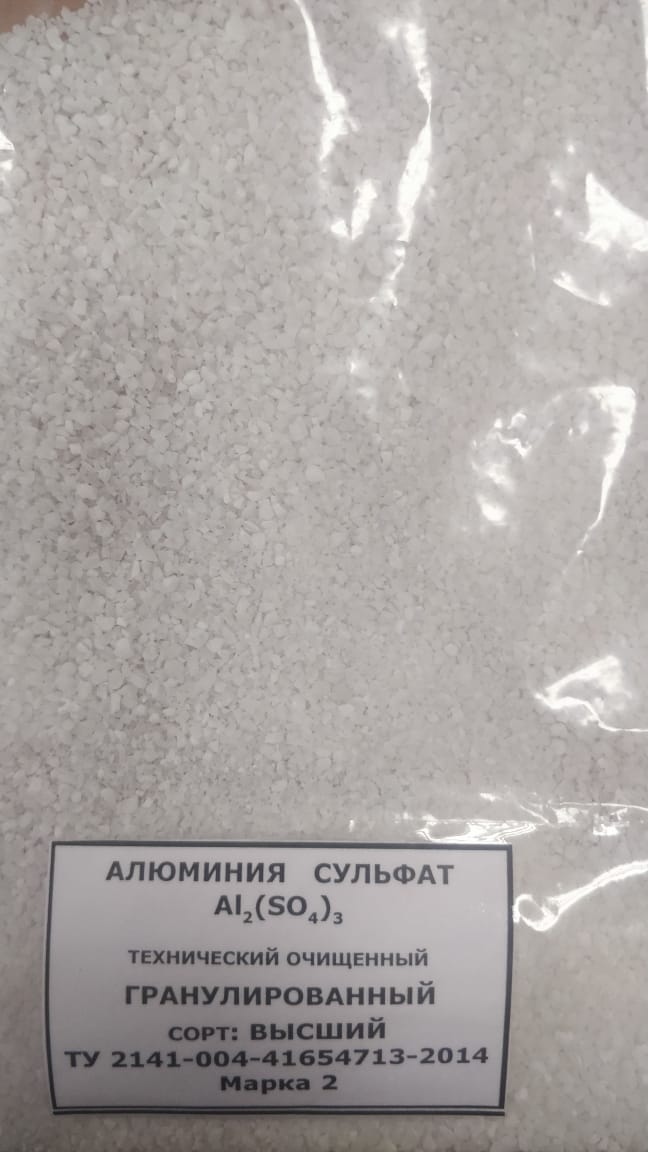 АЛЮМИНИЯ СУЛЬФАТ
Al₂(SO₄)₃
ТЕХНИЧЕСКИЙ ОЧИЩЕННЫЙ
ГРАНУЛИРОВАННЫЙ
СОРТ: ВЫСШИЙ
ТУ 2141-004-41654713-2014
Марка 2